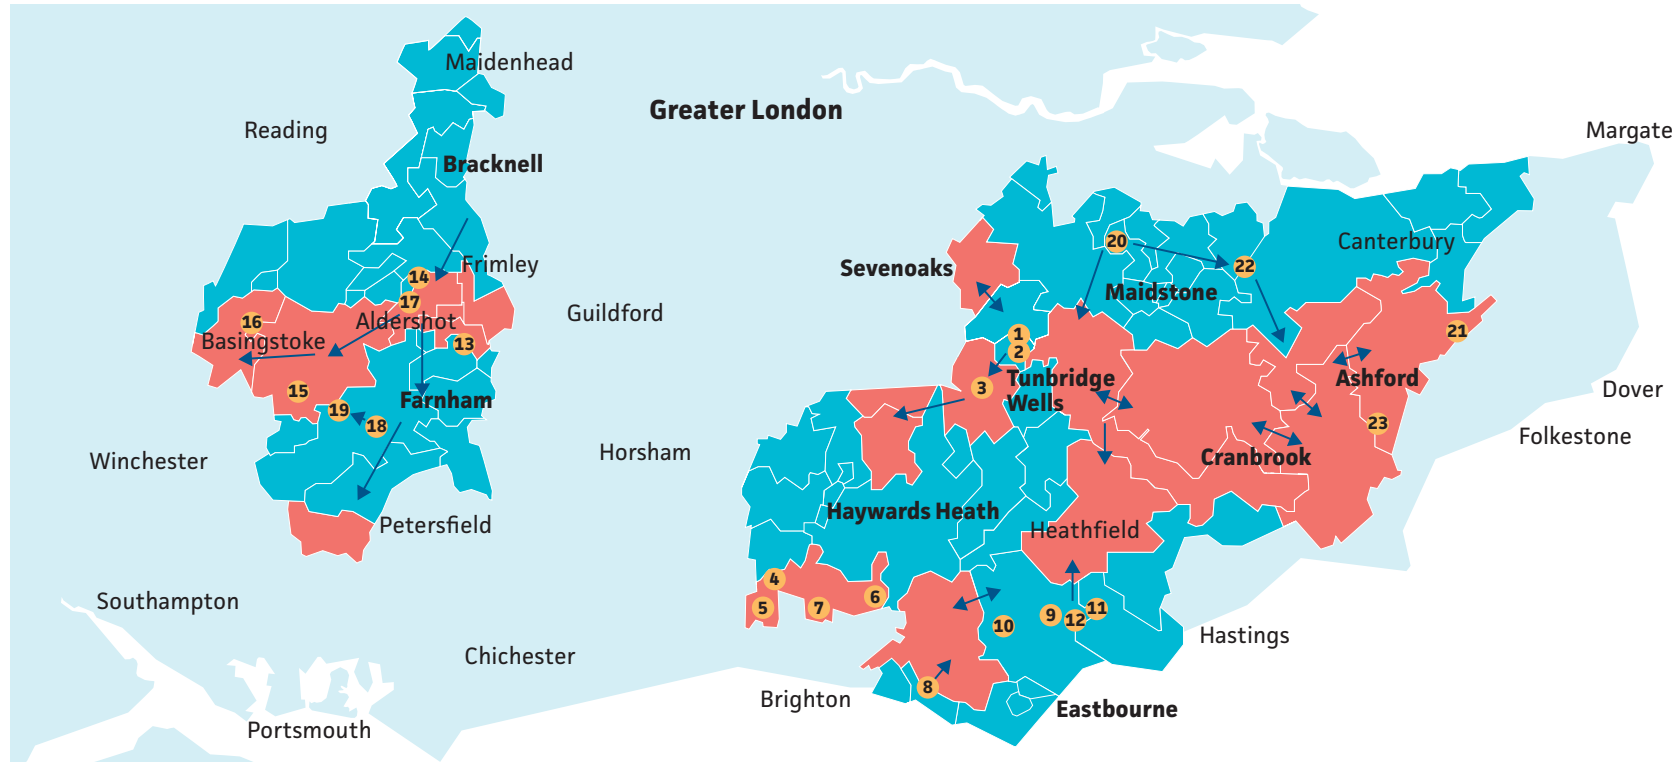 Maidenhead
Greater London
Reading
Margate
Bracknell
20
Canterbury
Frimley
22
Sevenoaks
14
Maidstone
17
Guildford
16
Aldershot
21
Basingstoke
1
13
2
Tunbridge
Wells
Ashford
3
15
Dover
Farnham
19
18
23
Folkestone
Horsham
Winchester
Cranbrook
Haywards Heath
Petersfield
Heathfield
4
6
Southampton
5
7
9
11
12
10
Hastings
Chichester
8
Brighton
Eastbourne
Portsmouth